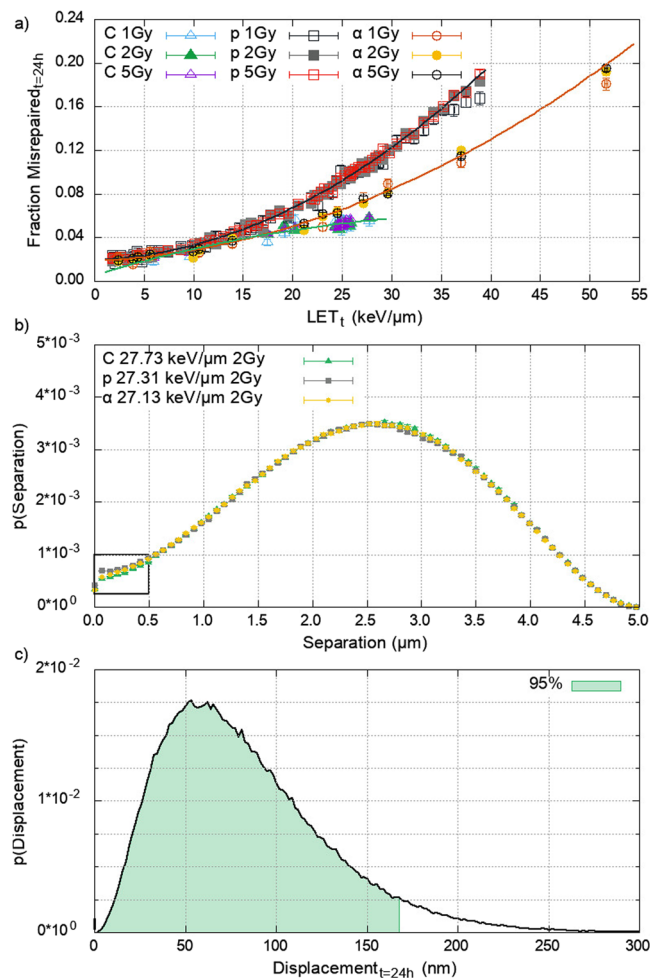 a)
C 1Gy p 1Gy α 1Gy
C 2Gy p 2Gy α 2Gy
C 5Gy p 5Gy α 5Gy
0.24
0.20
0.16
0.12
0.08
0.04
0.00
Fraction Misrepaired t=24h
0 5 10 15 20 25 30 35 40 45 50 55
LETt (keV/µm)
b)
C 27.73 keV/µm 2Gy
p 27.31 keV/µm 2Gy
α 27.13 keV/µm 2Gy
5*10-3
4*10-3
3*10-3
2*10-3
1*10-3
0*100
p(Separation)
0.0 0.5 1.0 1.5 2.0 2.5 3.0 3.5 4.0 4.5 5.0
Separation (µm)
c)
95%
2*10-2
1*10-2
0*100
p(Displacement)
0 50 100 150 200 250 300
Displacement t=24h (nm)